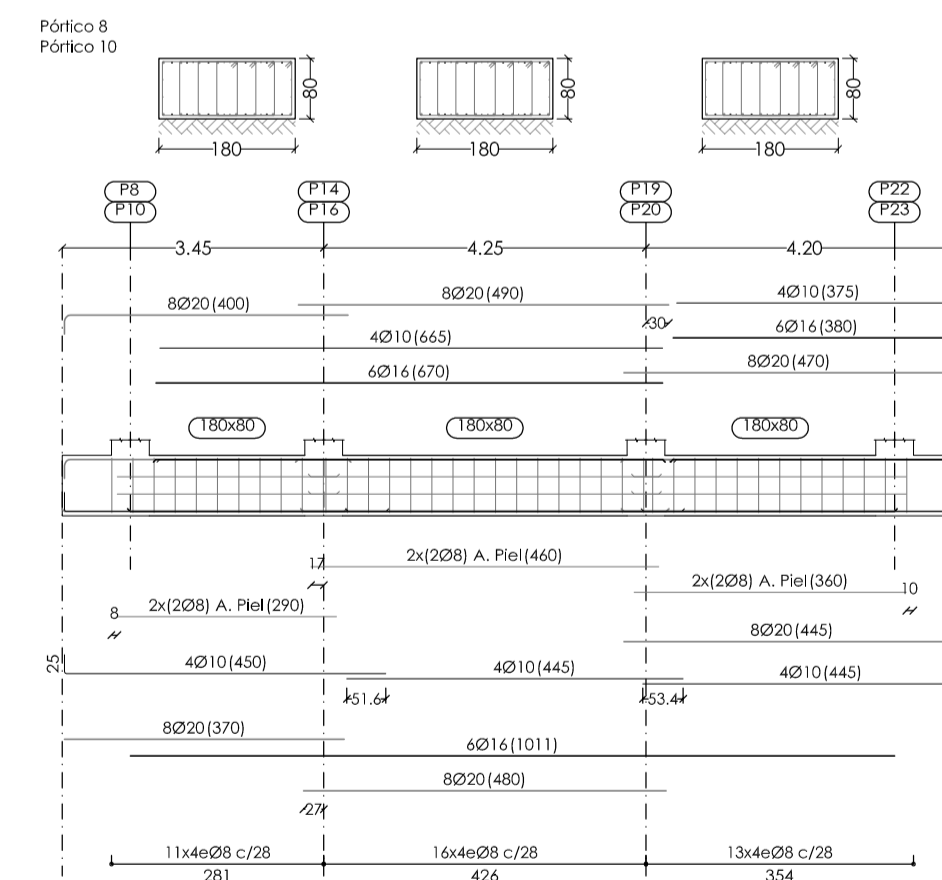 Pórtico 8
Pórtico 10
80
80
80
180
180
180
P8
P10
P14
P16
P19
P20
P22
P23
3.45
4.25
4.20
8Ø20(400)
8Ø20(490)
4Ø10(375)
30
4Ø10(665)
6Ø16(380)
6Ø16(670)
8Ø20(470)
180x80
180x80
180x80
17
2x(2Ø8) A. Piel(460)
2x(2Ø8) A. Piel(360)
10
8
2x(2Ø8) A. Piel(290)
8Ø20(445)
25
4Ø10(450)
4Ø10(445)
4Ø10(445)
51.6
53.4
8Ø20(370)
6Ø16(1011)
8Ø20(480)
27
11x4eØ8 c/28
16x4eØ8 c/28
13x4eØ8 c/28
281
426
354